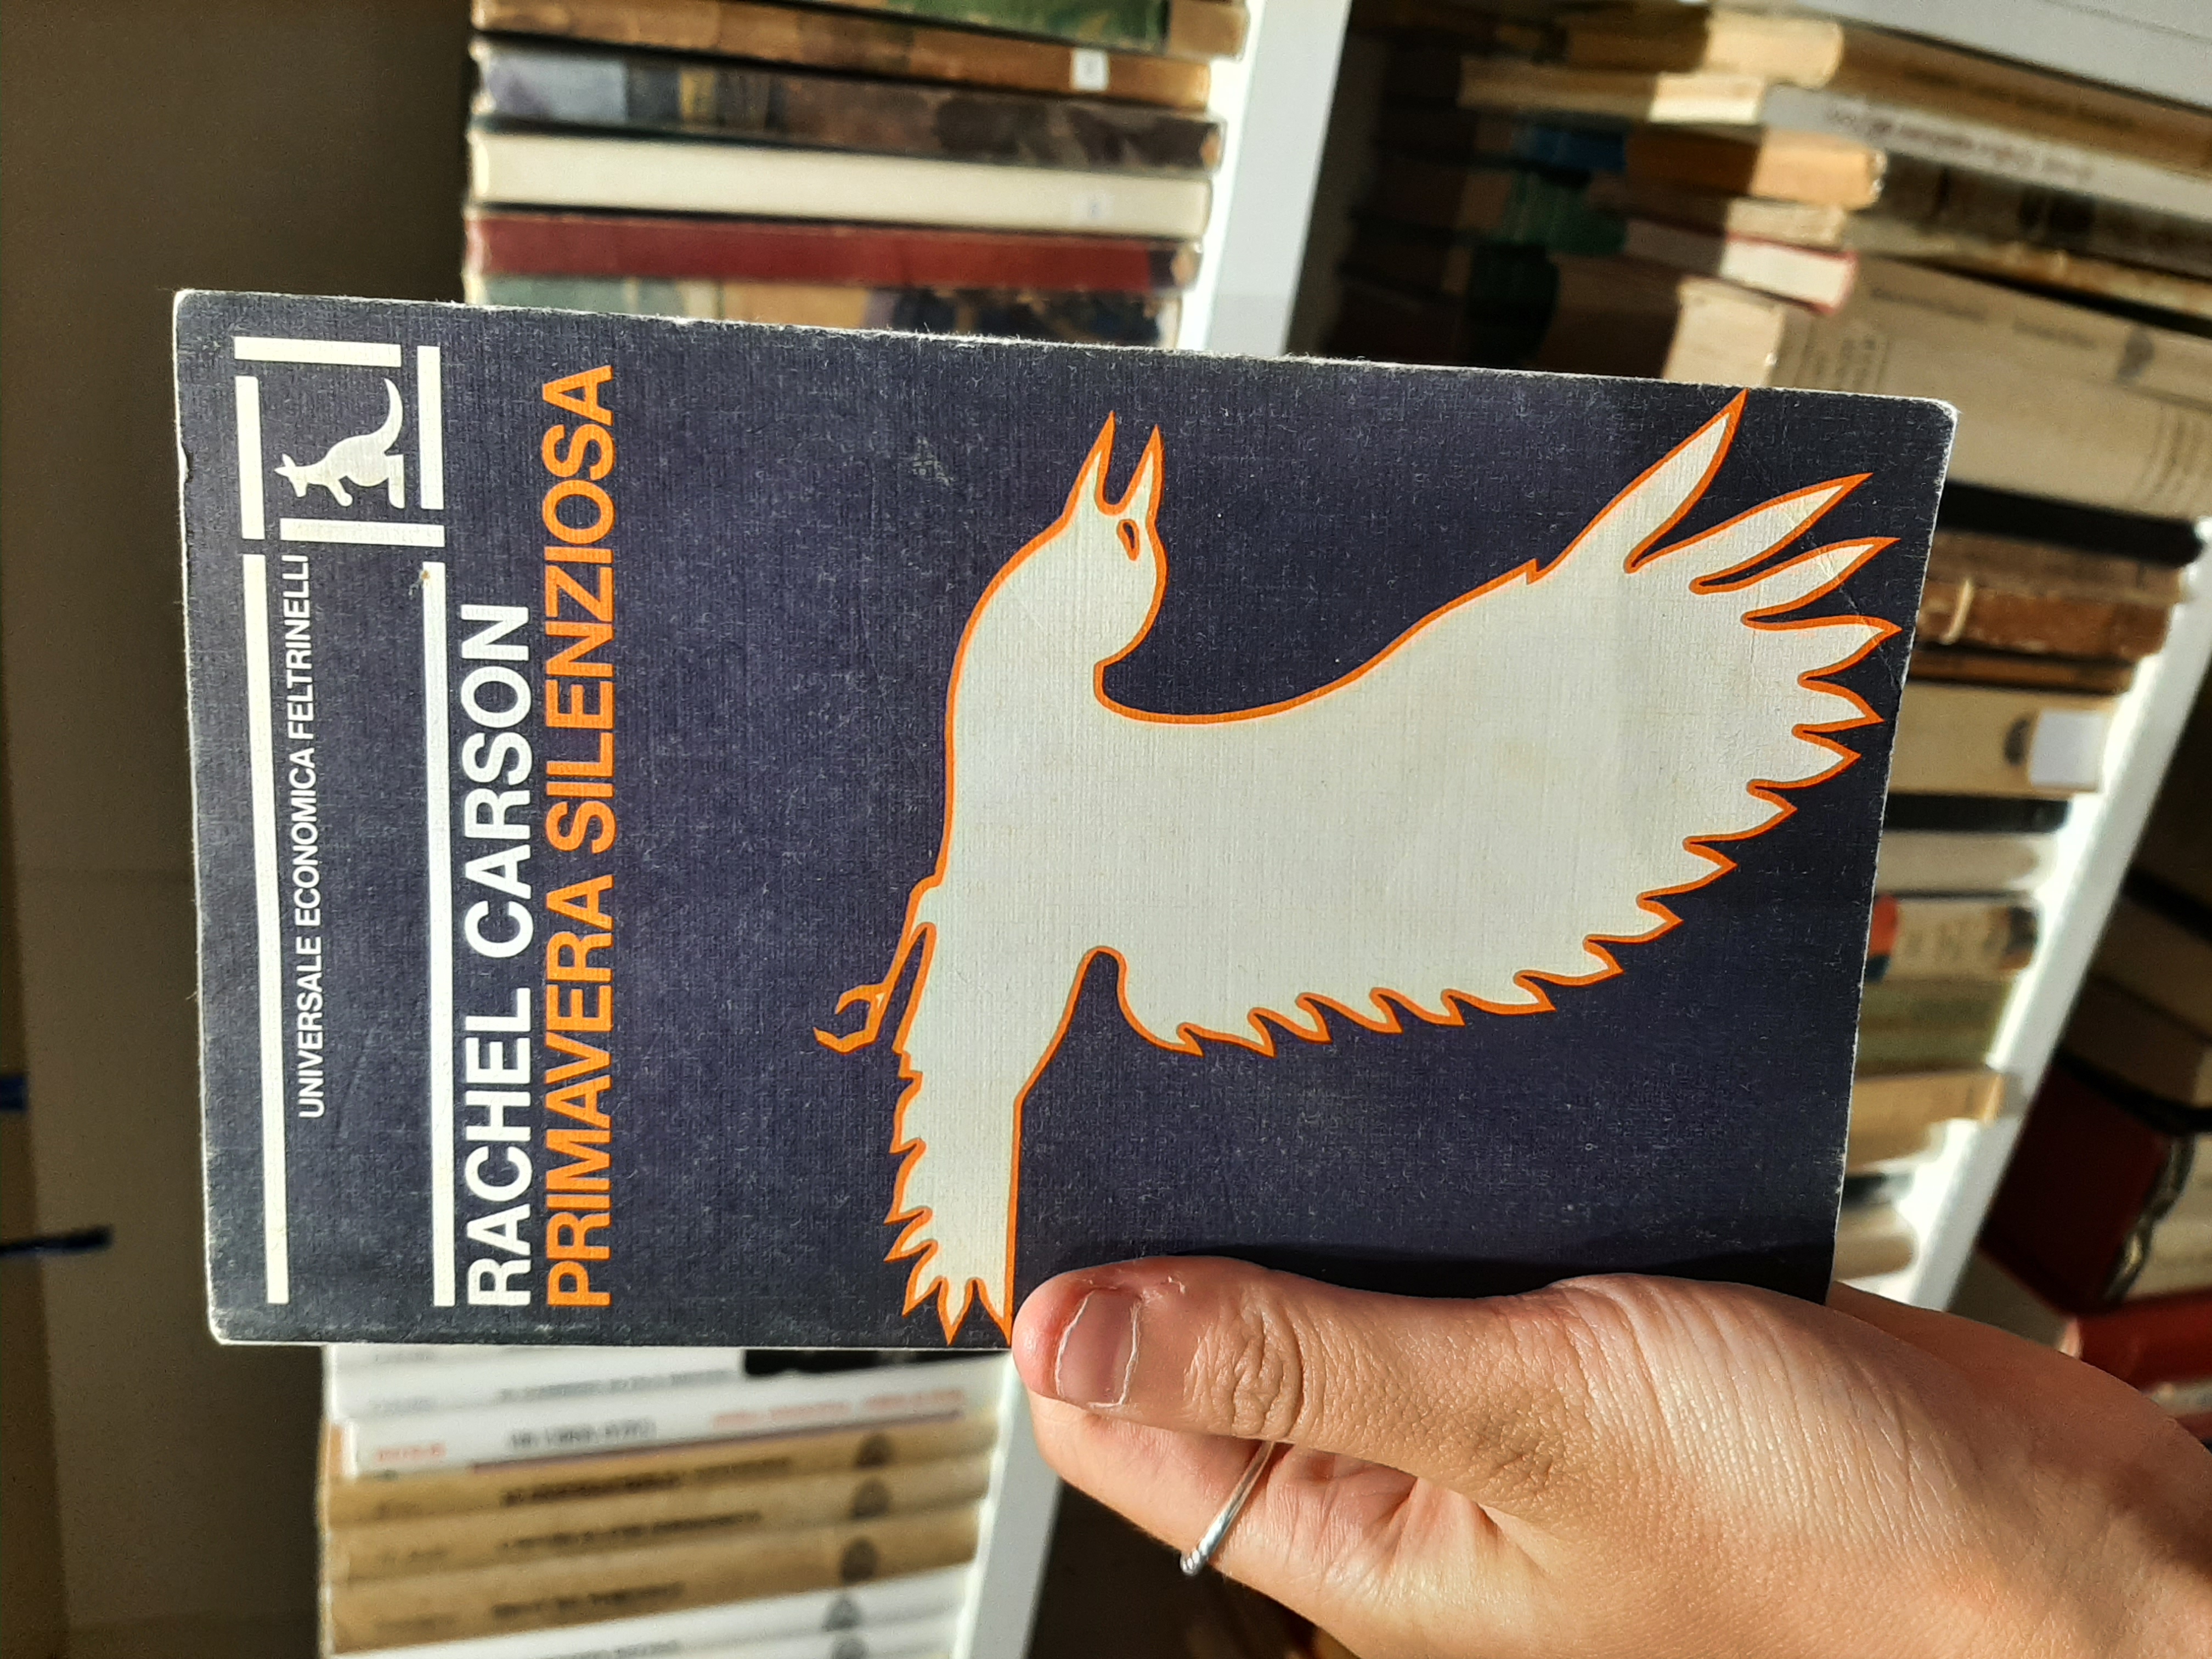 UNIVERSALE ECONOMICA FELTRINELLI
RACHEL CARSON
PRIMAVERA SILENZIOSA